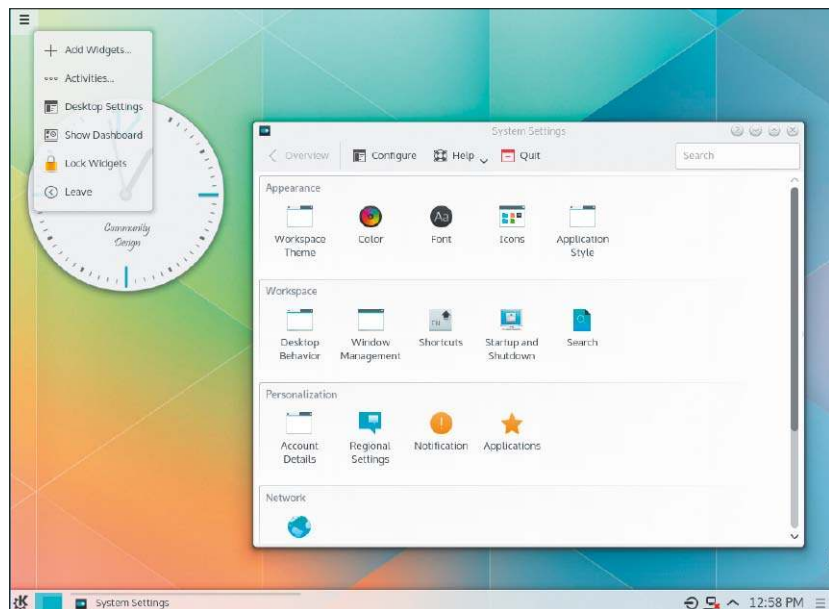 Add Widgets...
Activities...
Desktop Settings
Show Dashboard
Lock Widgets
Leave
Community
Design
System Settings
Overview
Configure
Help
Quit
Search
Appearance
Workspace
Theme
Color
Aa
Font
Icons
Application
Style
Workspace
Desktop
Behavior
Window
Management
Shortcuts
Startup and
Shutdown
Search
Personalization
Account
Details
Regional
Settings
Notification
Applications
Network
System Settings
12:58 PM